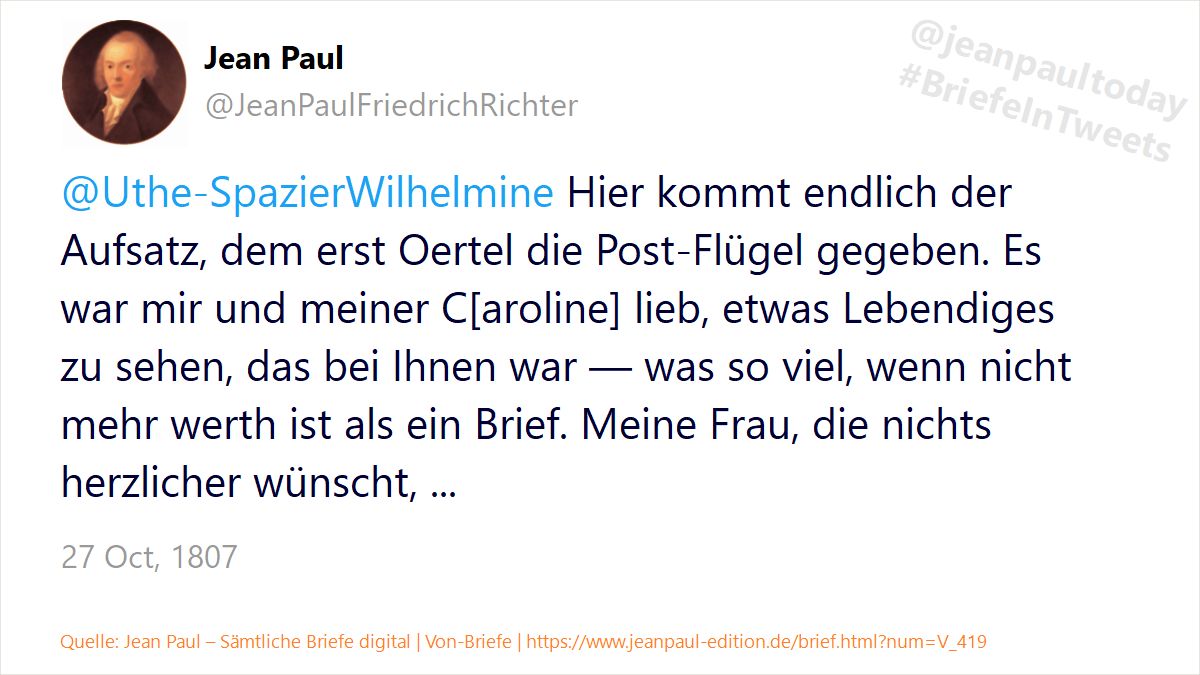 Jean Paul
@JeanPaulFriedrichRichter
@jeanpaultoday
#BriefeInTweets
@Uthe-SpazierWilhelmine Hier kommt endlich der
Aufsatz, dem erst Oertel die Post-Flügel gegeben. Es
war mir und meiner C[aroline] lieb, etwas Lebendiges
zu sehen, das bei Ihnen war — was so viel, wenn nicht
mehr werth ist als ein Brief. Meine Frau, die nichts
herzlicher wünscht, ...
27 Oct, 1807
Quelle: Jean Paul – Sämtliche Briefe digital | Von-Briefe | https://www.jeanpaul-edition.de/brief.html?num=V_419